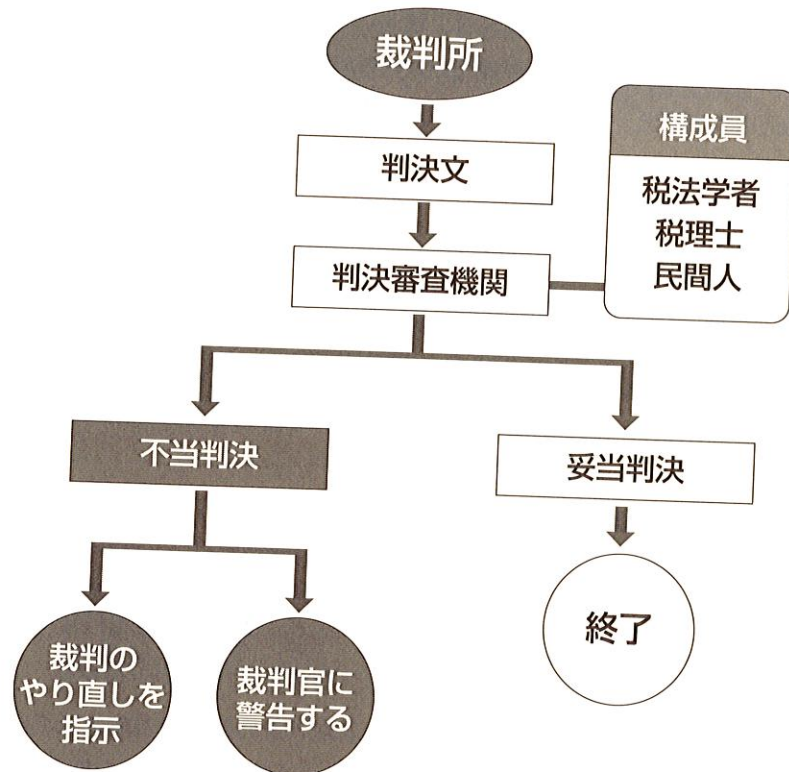 裁判所
判決文
判決審査機関
構成員
税法学者
税理士
民間人
不当判決
妥当判決
裁判の
やり直しを
指示
裁判官に
警告する
終了